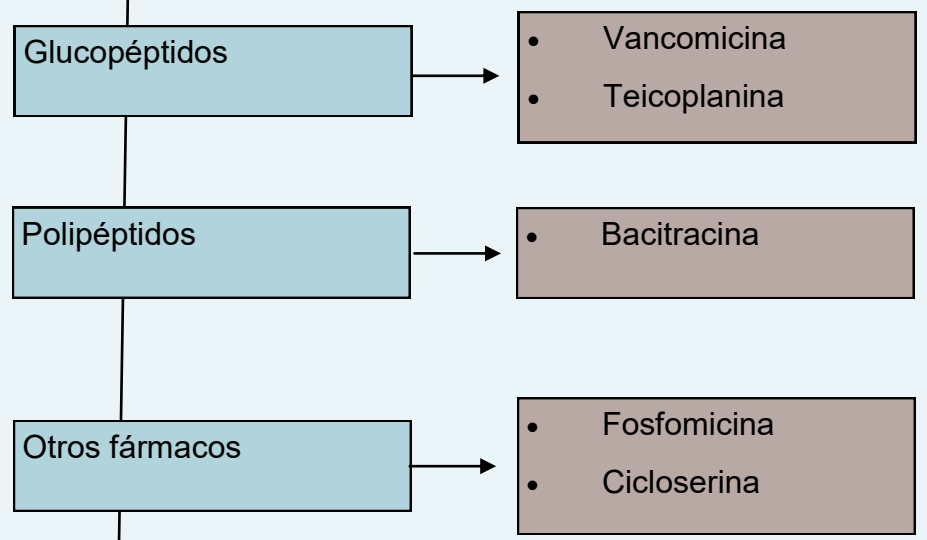 Glucopéptidos
• Vancomicina
• Teicoplanina
Polipéptidos
• Bacitracina
Otros fármacos
• Fosfomicina
• Cicloserina